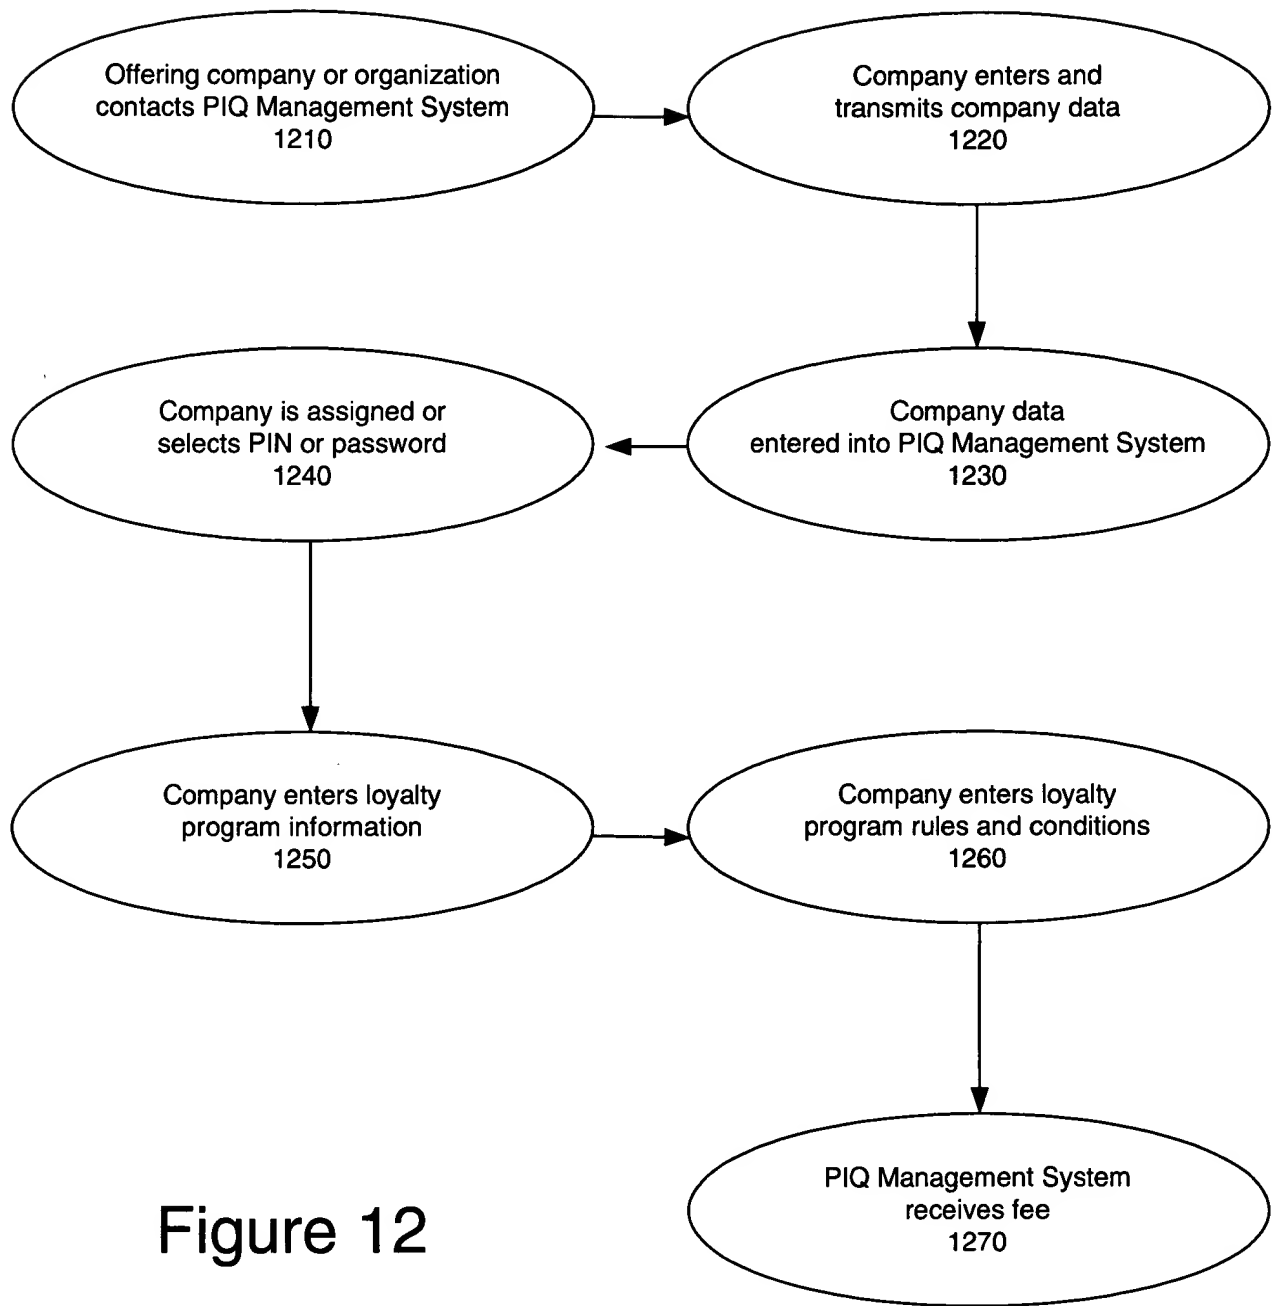 Offering company or organization
contacts PIQ Management System
1210
Company enters and
transmits company data
1220
Company data
entered into PIQ Management System
1230
Company is assigned or
selects PIN or password
1240
Company enters loyalty
program information
1250
Company enters loyalty
program rules and conditions
1260
PIQ Management System
receives fee
1270
Figure 12